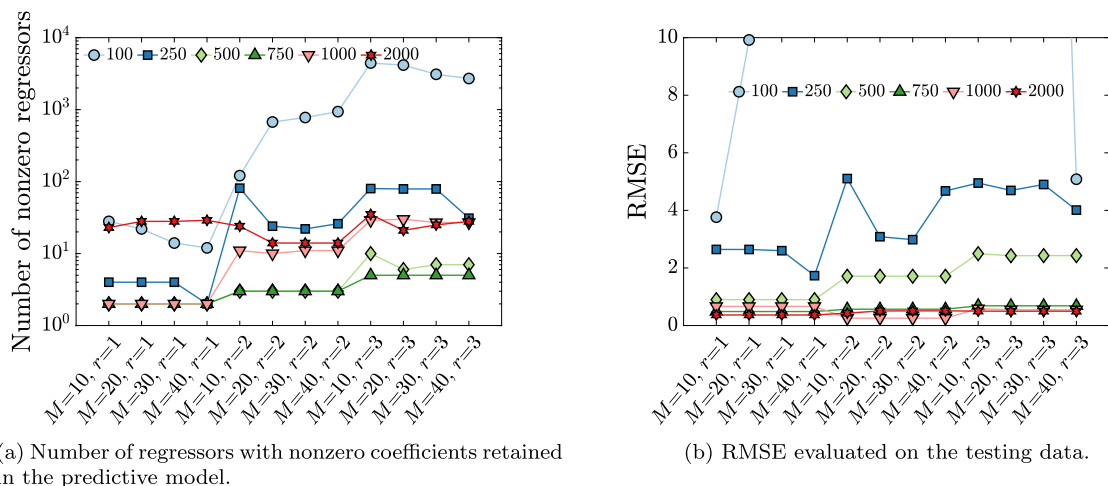 Number of nonzero regressors
10^4
10^3
10^2
10^1
10^0
100 250 500 750 1000 2000
M=10, r=1
M=20, r=1
M=30, r=1
M=40, r=1
M=10, r=2
M=20, r=2
M=30, r=2
M=40, r=2
M=10, r=3
M=20, r=3
M=30, r=3
M=40, r=3
(a) Number of regressors with nonzero coefficients retained
in the predictive model.
RMSE
10
8
6
4
2
0
100 250 500 750 1000 2000
M=10, r=1
M=20, r=1
M=30, r=1
M=40, r=1
M=10, r=2
M=20, r=2
M=30, r=2
M=40, r=2
M=10, r=3
M=20, r=3
M=30, r=3
M=40, r=3
(b) RMSE evaluated on the testing data.